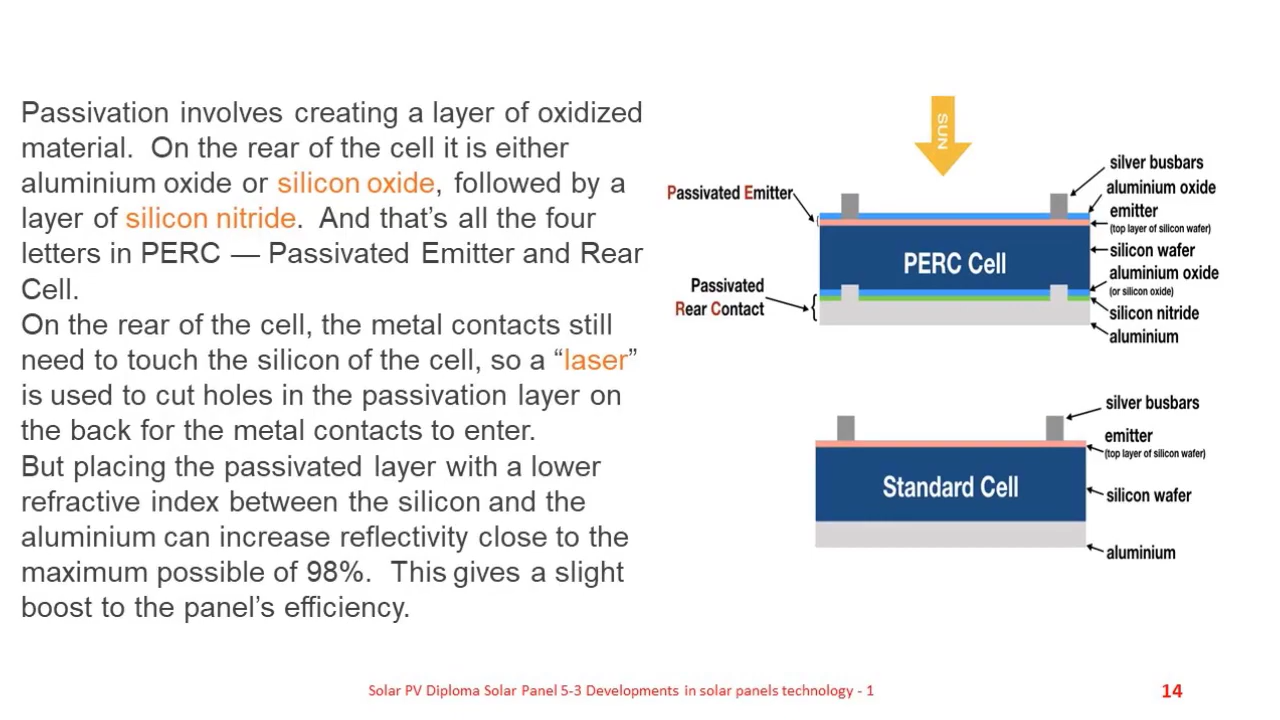 Passivation involves creating a layer of oxidized
material.  On the rear of the cell it is either
aluminium oxide or silicon oxide, followed by a
layer of silicon nitride.  And that’s all the four
letters in PERC — Passivated Emitter and Rear
Cell.
On the rear of the cell, the metal contacts still
need to touch the silicon of the cell, so a “laser”
is used to cut holes in the passivation layer on
the back for the metal contacts to enter.
But placing the passivated layer with a lower
refractive index between the silicon and the
aluminium can increase reflectivity close to the
maximum possible of 98%.  This gives a slight
boost to the panel’s efficiency.
SUN
Passivated Emitter
Passivated
Rear Contact
PERC Cell
silver busbars
aluminium oxide
emitter
(top layer of silicon wafer)
silicon wafer
aluminium oxide
(or silicon oxide)
silicon nitride
aluminium
Standard Cell
silver busbars
emitter
(top layer of silicon wafer)
silicon wafer
aluminium
Solar PV Diploma Solar Panel 5-3 Developments in solar panels technology - 1
14